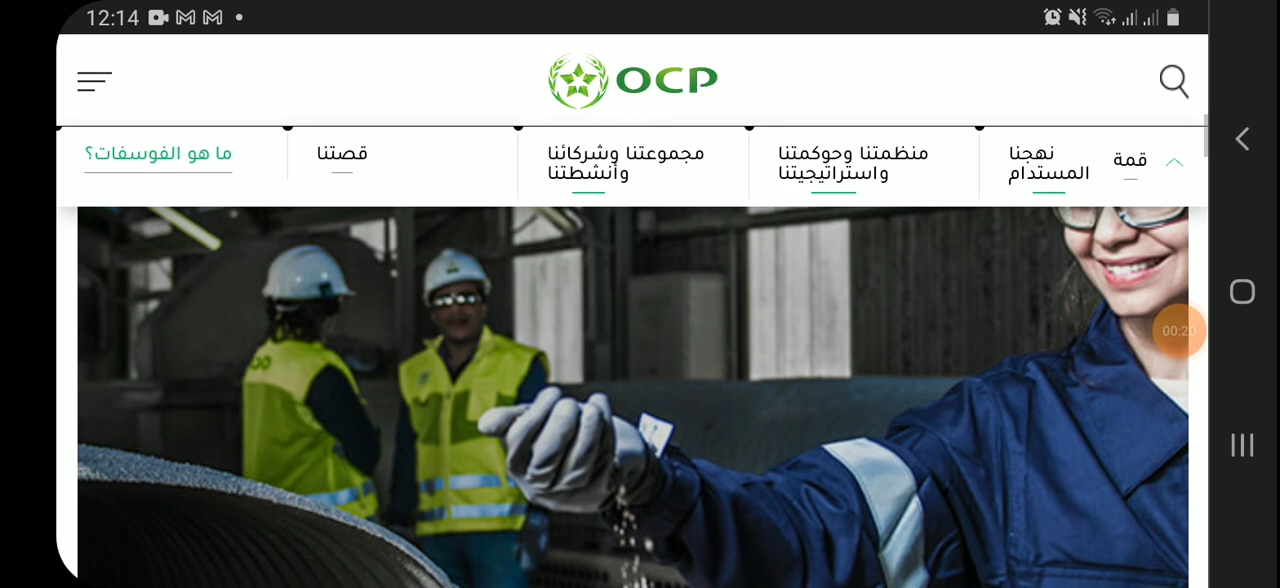 12:14
OCP
ما هو الفوسفات؟
قصتنا
مجموعتنا وشركائنا
وأنشطتنا
منظمتنا وحوكمتنا
واستراتيجيتنا
نهجنا
المستدام
قمة
00:20